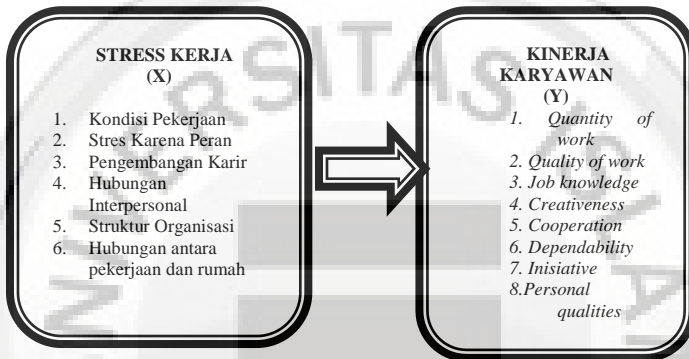 STRESS KERJA
(X)
1. Kondisi Pekerjaan
2. Stres Karena Peran
3. Pengembangan Karir
4. Hubungan
Interpersonal
5. Struktur Organisasi
6. Hubungan antara
pekerjaan dan rumah
KINERJA
KARYAWAN
(Y)
1. Quantity of
work
2. Quality of work
3. Job knowledge
4. Creativeness
5. Cooperation
6. Dependability
7. Inisiative
8.Personal
qualities